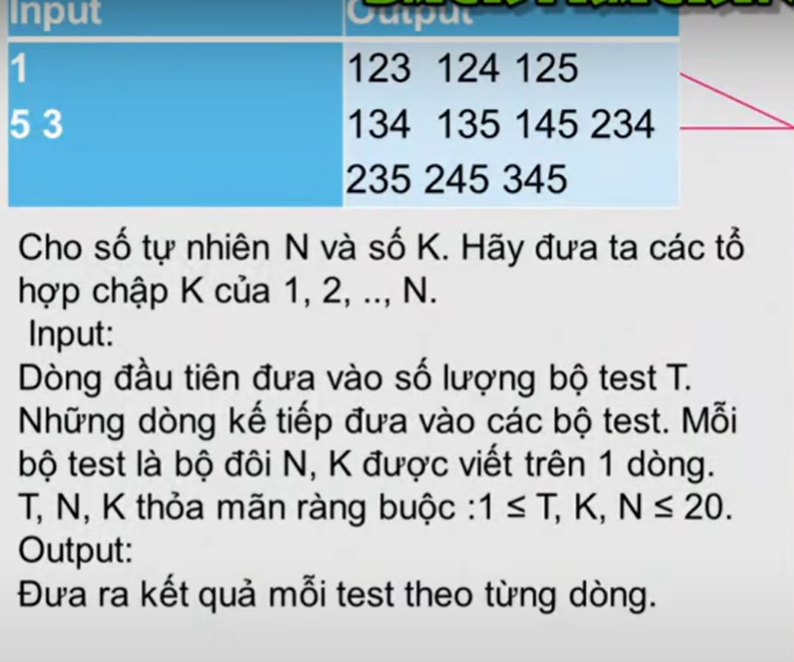 Input Output
1 123 124 125
5 3 134 135 145 234
235 245 345
Cho số tự nhiên N và số K. Hãy đưa ta các tổ
hợp chập K của 1, 2, .., N.
Input:
Dòng đầu tiên đưa vào số lượng bộ test T.
Những dòng kế tiếp đưa vào các bộ test. Mỗi
bộ test là bộ đôi N, K được viết trên 1 dòng.
T, N, K thỏa mãn ràng buộc :1 ≤ T, K, N ≤ 20.
Output:
Đưa ra kết quả mỗi test theo từng dòng.